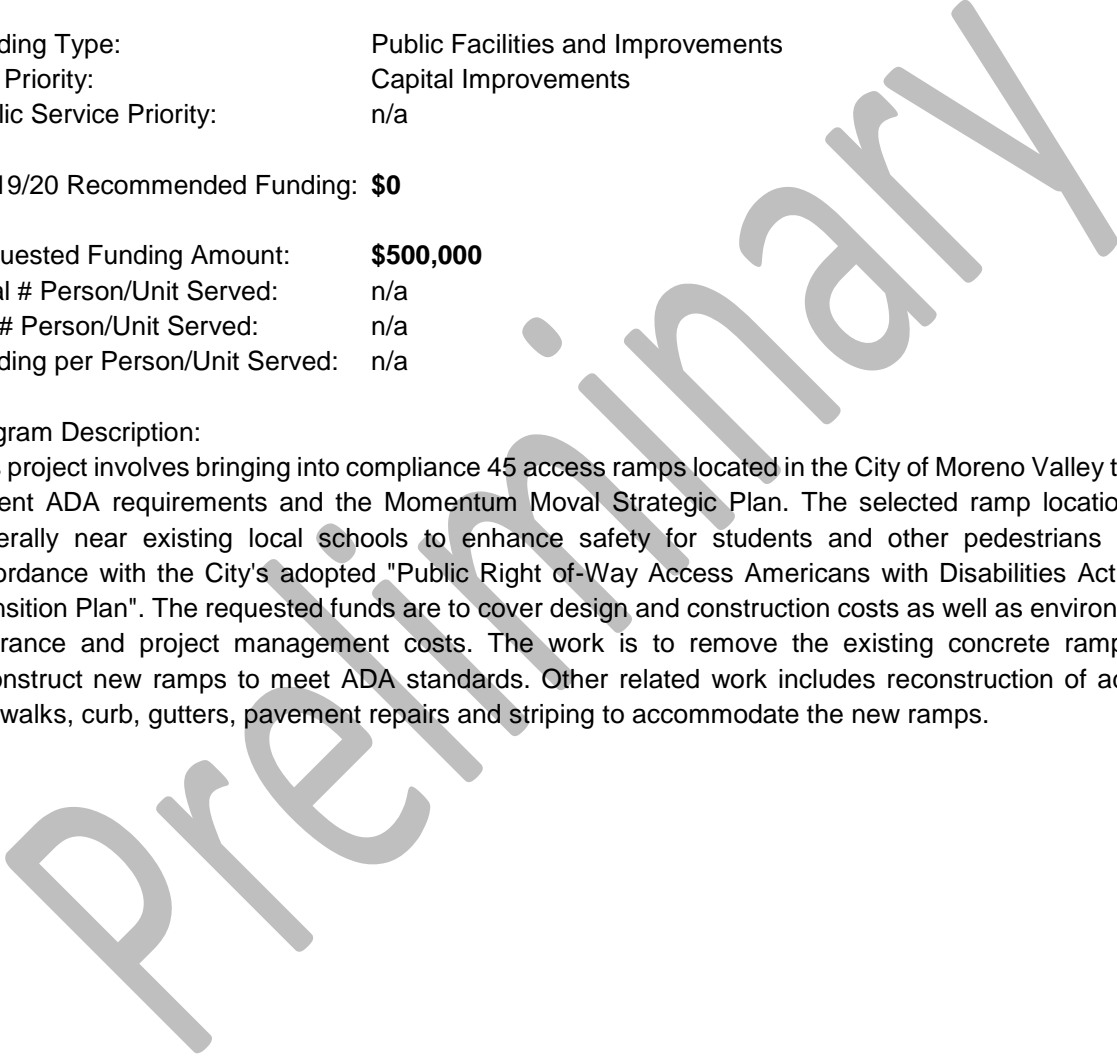 ding Type: Public Facilities and Improvements
Priority: Capital Improvements
lic Service Priority: n/a
19/20 Recommended Funding: $0
uested Funding Amount: $500,000
al # Person/Unit Served: n/a
# Person/Unit Served: n/a
ding per Person/Unit Served: n/a
gram Description:
project involves bringing into compliance 45 access ramps located in the City of Moreno Valley t
ent ADA requirements and the Momentum Moval Strategic Plan. The selected ramp locatio
erally near existing local schools to enhance safety for students and other pedestrians
ordance with the City's adopted "Public Right of-Way Access Americans with Disabilities Act
nsition Plan". The requested funds are to cover design and construction costs as well as environ
rance and project management costs. The work is to remove the existing concrete ramp
onstruct new ramps to meet ADA standards. Other related work includes reconstruction of ac
walks, curb, gutters, pavement repairs and striping to accommodate the new ramps.
Preliminary